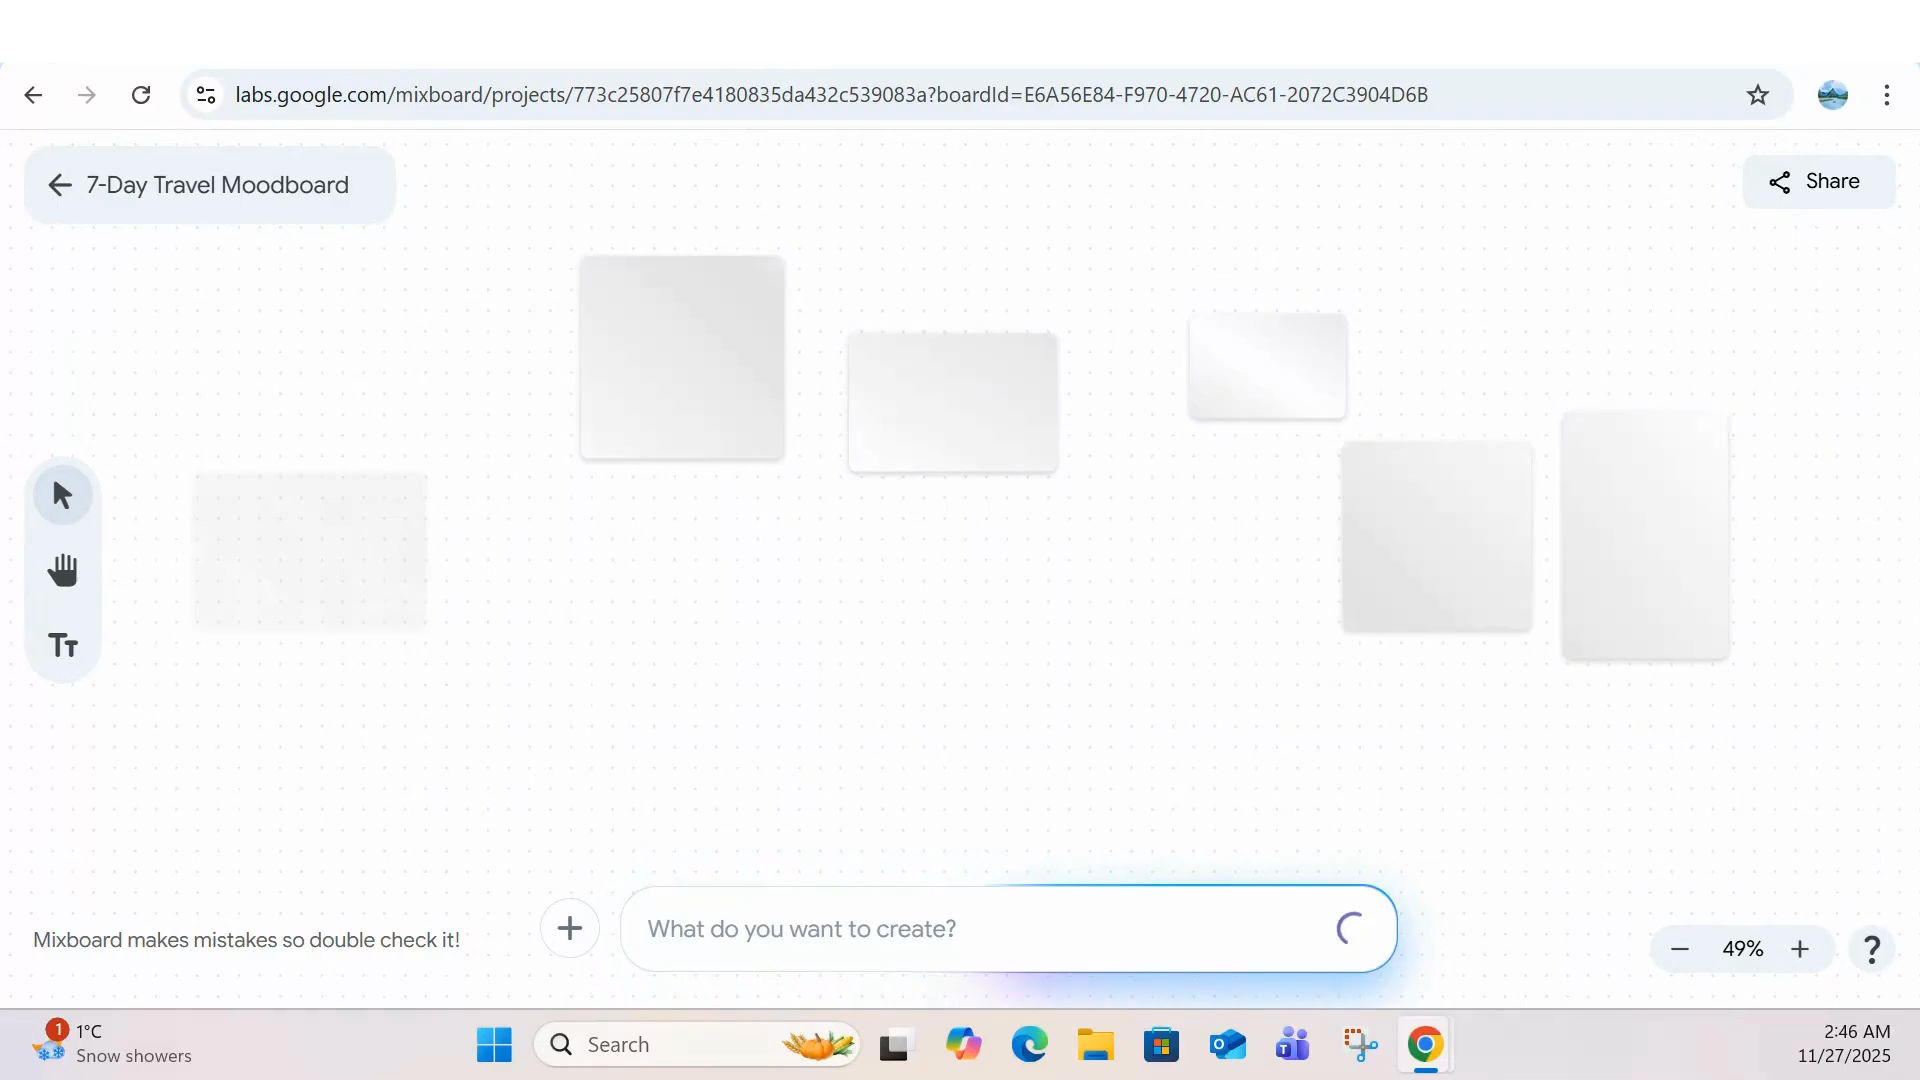 labs.google.com/mixboard/projects/773c25807f7e4180835da432c539083a?boardId=E6A56E84-F970-4720-AC61-2072C3904D6B
7-Day Travel Moodboard
Share
Tt
What do you want to create?
Mixboard makes mistakes so double check it!
49%
?
1
1°C
Snow showers
Search
2:46 AM
11/27/2025